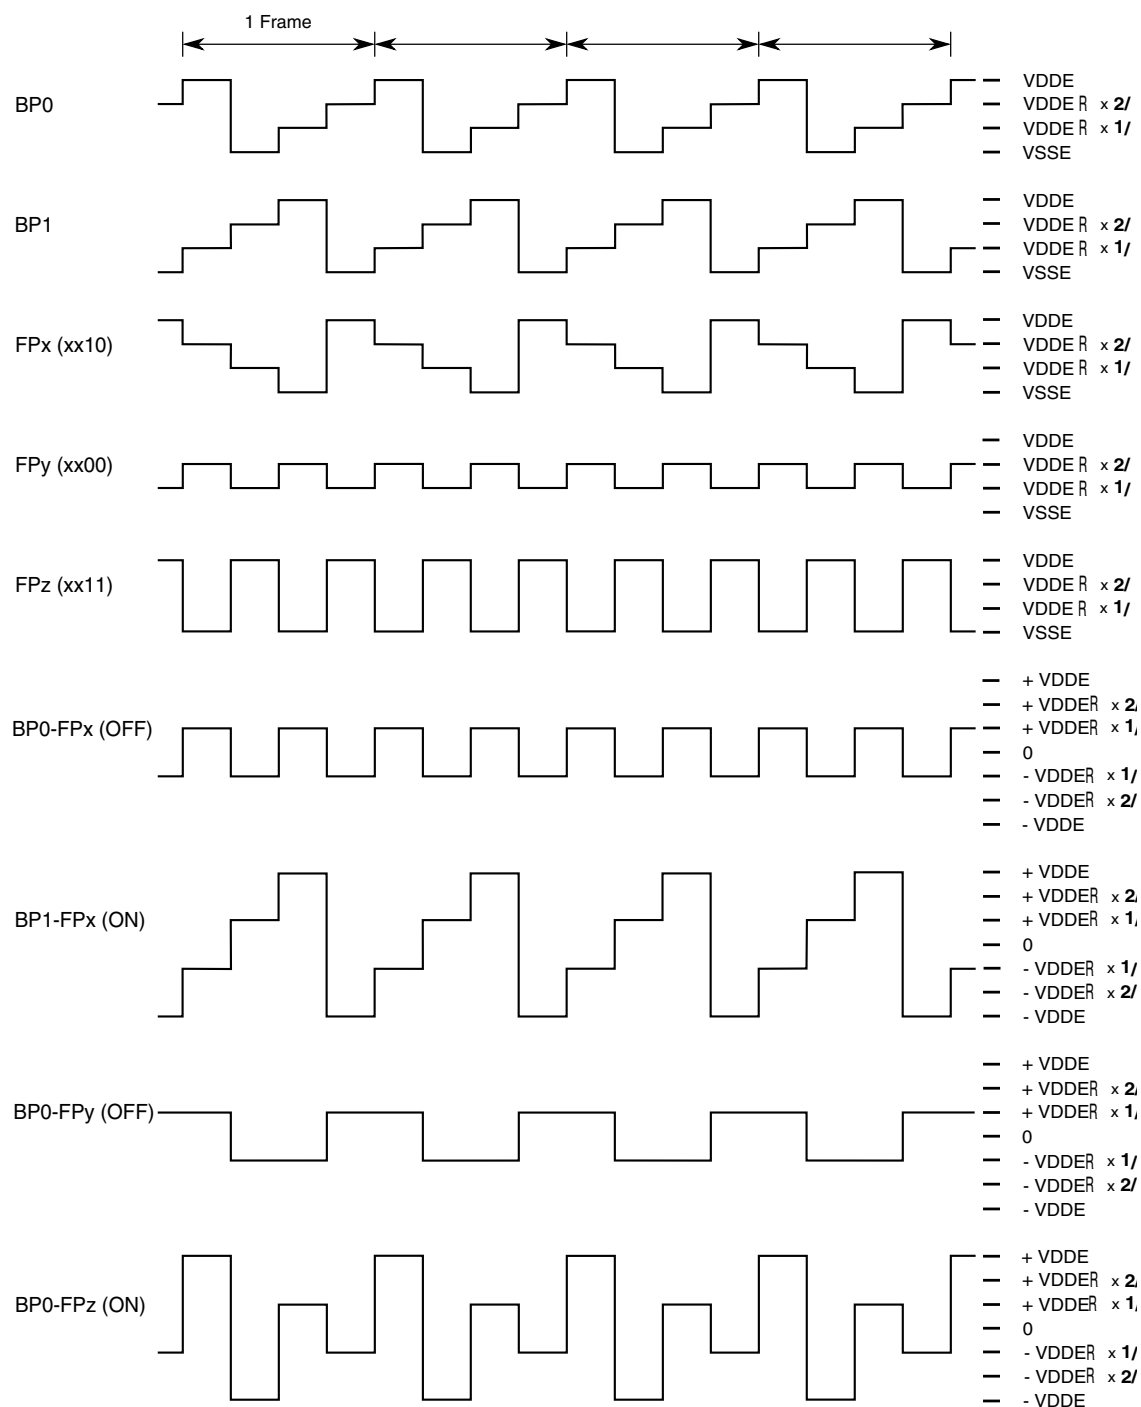 1 Frame
BP0
VDDE
VDDE R x 2/
VDDE R x 1/
VSSE
BP1
VDDE
VDDE R x 2/
VDDE R x 1/
VSSE
FPx (xx10)
VDDE
VDDE R x 2/
VDDE R x 1/
VSSE
FPy (xx00)
VDDE
VDDE R x 2/
VDDE R x 1/
VSSE
FPz (xx11)
VDDE
VDDE R x 2/
VDDE R x 1/
VSSE
BP0-FPx (OFF)
+ VDDE
+ VDDER x 2/
+ VDDER x 1/
0
- VDDER x 1/
- VDDER x 2/
- VDDE
BP1-FPx (ON)
+ VDDE
+ VDDER x 2/
+ VDDER x 1/
0
- VDDER x 1/
- VDDER x 2/
- VDDE
BP0-FPy (OFF)
+ VDDE
+ VDDER x 2/
+ VDDER x 1/
0
- VDDER x 1/
- VDDER x 2/
- VDDE
BP0-FPz (ON)
+ VDDE
+ VDDER x 2/
+ VDDER x 1/
0
- VDDER x 1/
- VDDER x 2/
- VDDE